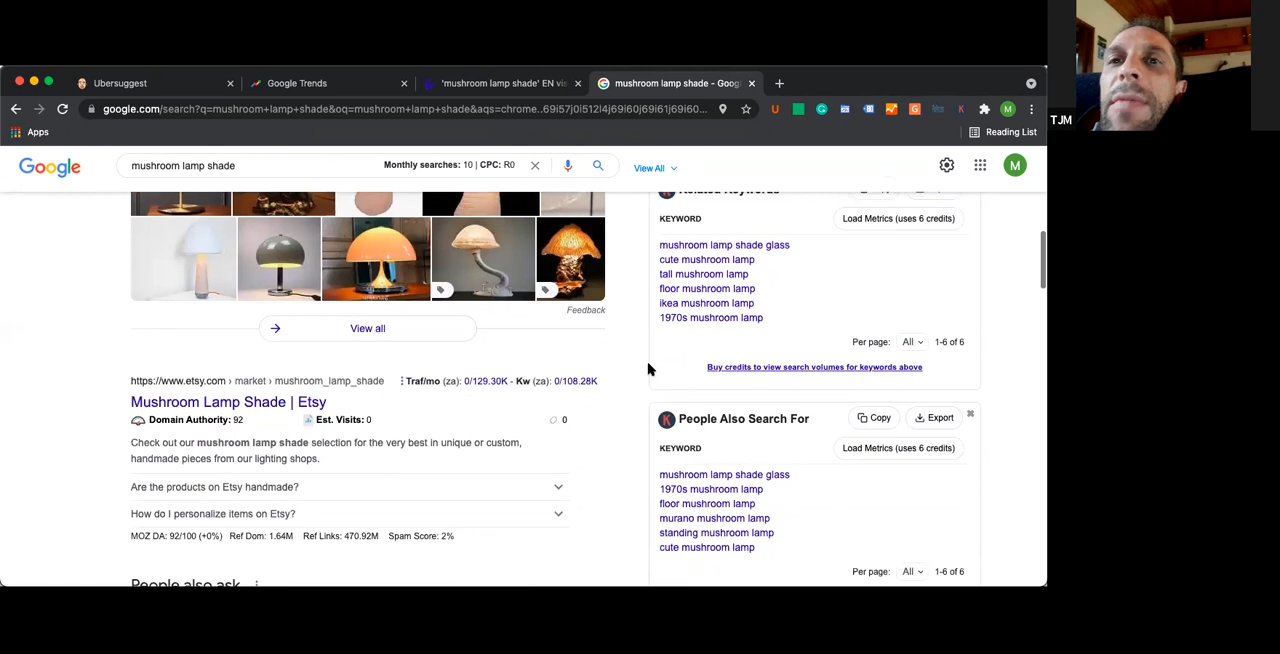 Ubersuggest
Google Trends
'mushroom lamp shade' EN vis
mushroom lamp shade - Goog
google.com/search?q=mushroom+lamp+shade&oq=mushroom+lamp+shade&aqs=chrome..69i57j0i512l4j69i60j69i61j69i60...
Apps
Reading List
TJM
Google
mushroom lamp shade
Monthly searches: 10 | CPC: R0
View All
M
Related Keywords
KEYWORD
Load Metrics (uses 6 credits)
mushroom lamp shade glass
cute mushroom lamp
tall mushroom lamp
floor mushroom lamp
ikea mushroom lamp
1970s mushroom lamp
Per page: All 1-6 of 6
Buy credits to view search volumes for keywords above
Feedback
View all
https://www.etsy.com › market › mushroom_lamp_shade
Traf/mo (za): 0/129.30K - Kw (za): 0/108.28K
Mushroom Lamp Shade | Etsy
Domain Authority: 92 Est. Visits: 0 0
Check out our mushroom lamp shade selection for the very best in unique or custom,
handmade pieces from our lighting shops.
Are the products on Etsy handmade?
How do I personalize items on Etsy?
MOZ DA: 92/100 (+0%) Ref Dom: 1.64M Ref Links: 470.92M Spam Score: 2%
People also ask
People Also Search For
Copy
Export
KEYWORD
Load Metrics (uses 6 credits)
mushroom lamp shade glass
1970s mushroom lamp
floor mushroom lamp
murano mushroom lamp
standing mushroom lamp
cute mushroom lamp
Per page: All 1-6 of 6